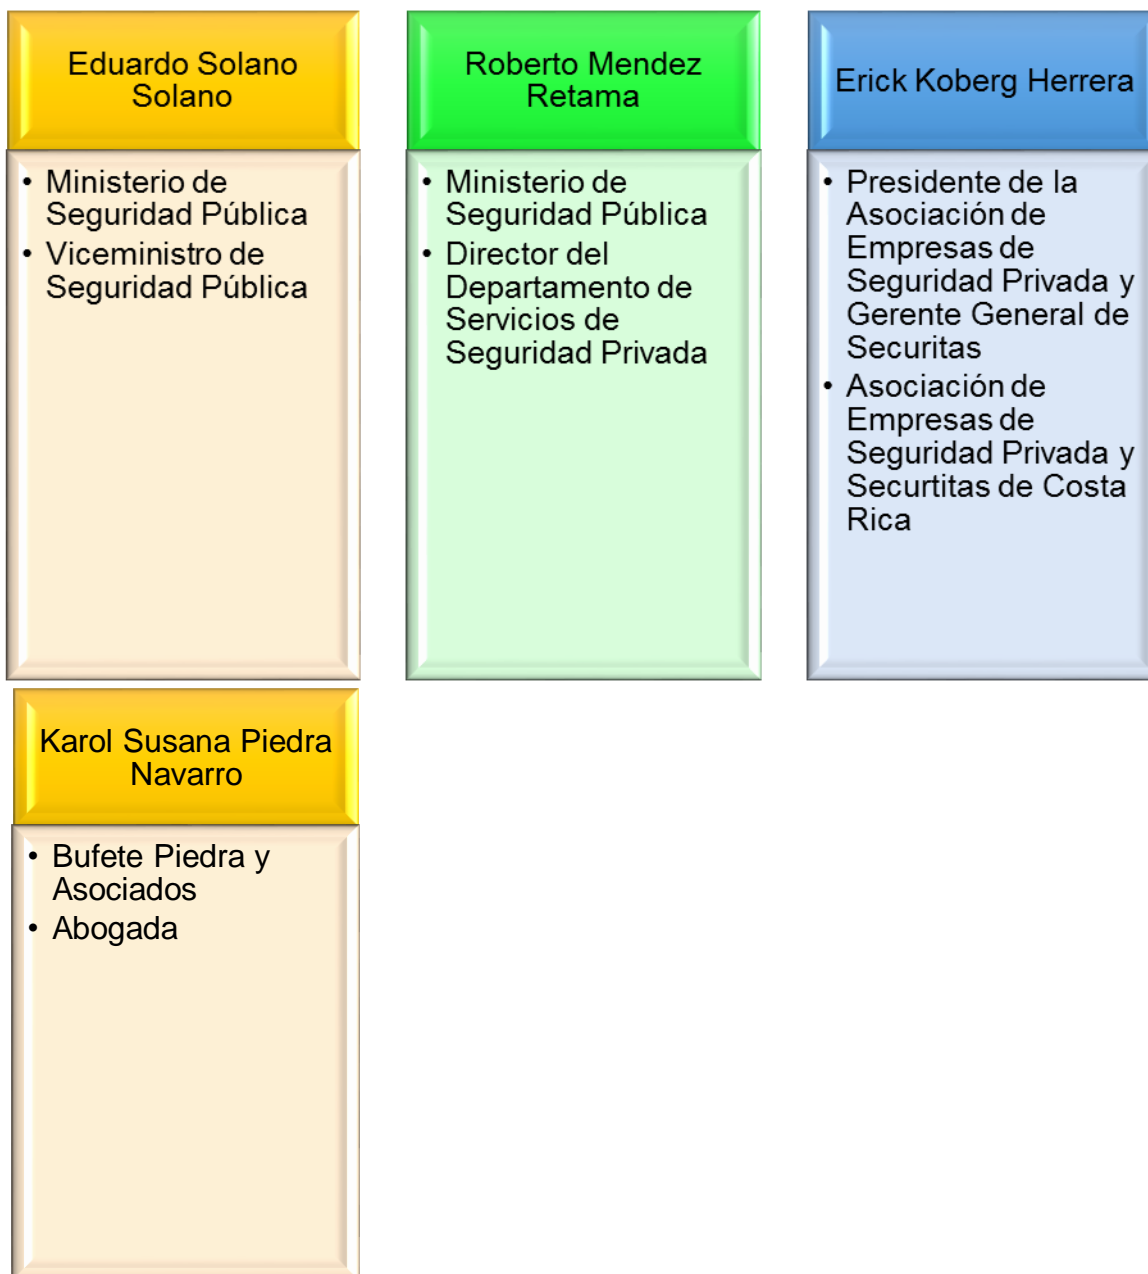 Eduardo Solano
Solano
• Ministerio de
Seguridad Pública
• Viceministro de
Seguridad Pública
Roberto Mendez
Retama
• Ministerio de
Seguridad Pública
• Director del
Departamento de
Servicios de
Seguridad Privada
Erick Koberg Herrera
• Presidente de la
Asociación de
Empresas de
Seguridad Privada y
Gerente General de
Securitas
• Asociación de
Empresas de
Seguridad Privada y
Securtitas de Costa
Rica
Karol Susana Piedra
Navarro
• Bufete Piedra y
Asociados
• Abogada